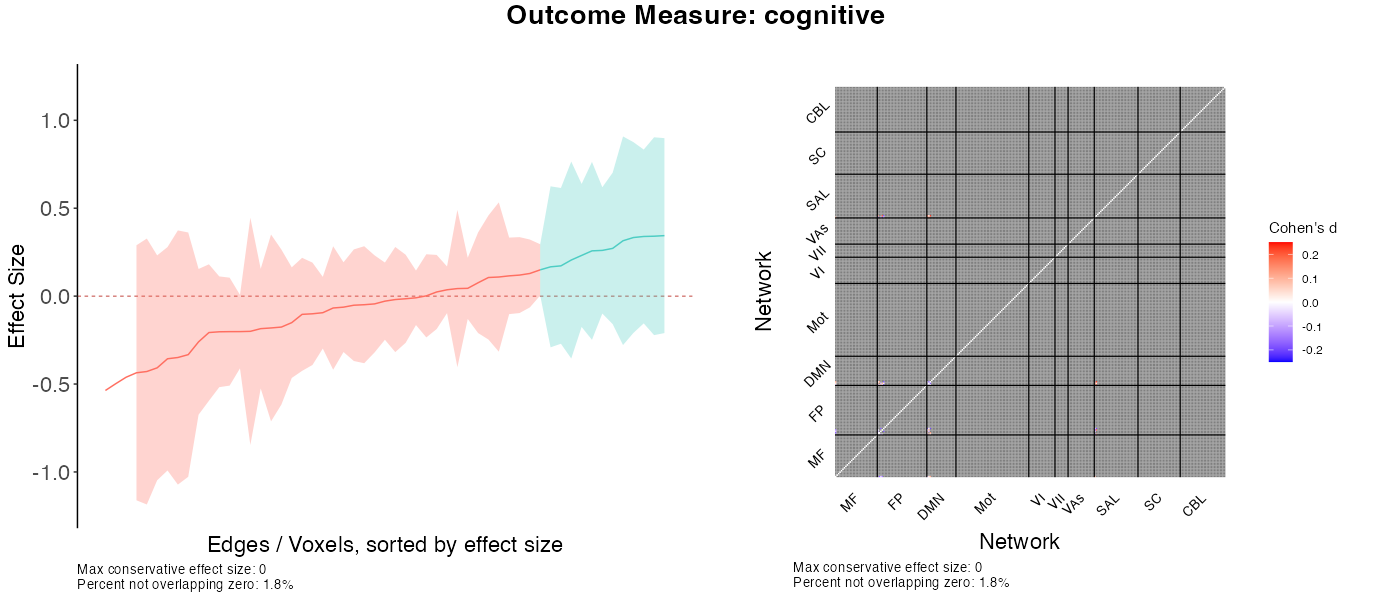 Outcome Measure: cognitive
Effect Size
1.0
0.5
0.0
-0.5
-1.0
Edges / Voxels, sorted by effect size
Max conservative effect size: 0
Percent not overlapping zero: 1.8%
Network
CBL
SC
SAL
VAs
VII
VI
Mot
DMN
FP
MF
MF
FP
DMN
Mot
VI
VII
VAs
SAL
SC
CBL
Network
Max conservative effect size: 0
Percent not overlapping zero: 1.8%
Cohen's d
0.2
0.1
0.0
-0.1
-0.2